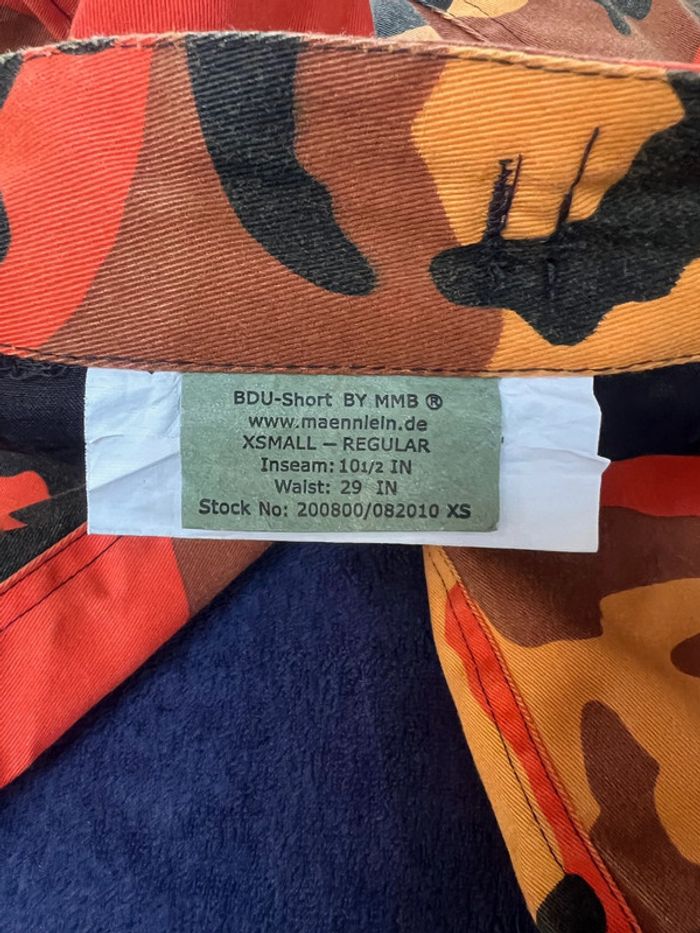 BDU-Short BY MMB ®
www.maennlein.de
XSMALL – REGULAR
Inseam: 10 1/2 IN
Waist: 29 IN
Stock No: 200800/082010 XS